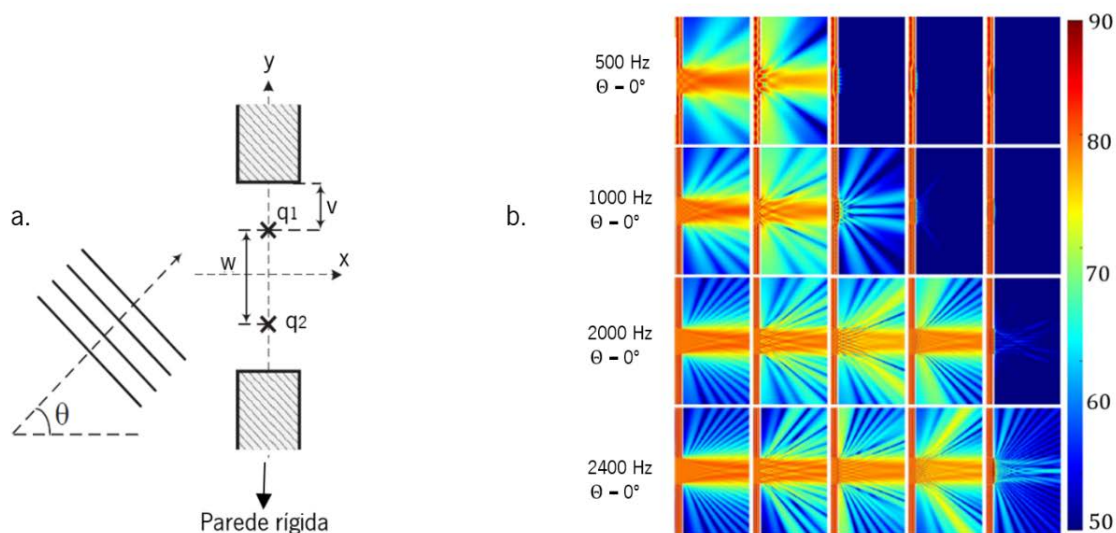 a.
y
v
q1
w
x
q2
θ
Parede rígida
b.
500 Hz
Θ – 0°
1000 Hz
Θ – 0°
2000 Hz
Θ – 0°
2400 Hz
Θ – 0°
90
80
70
60
50